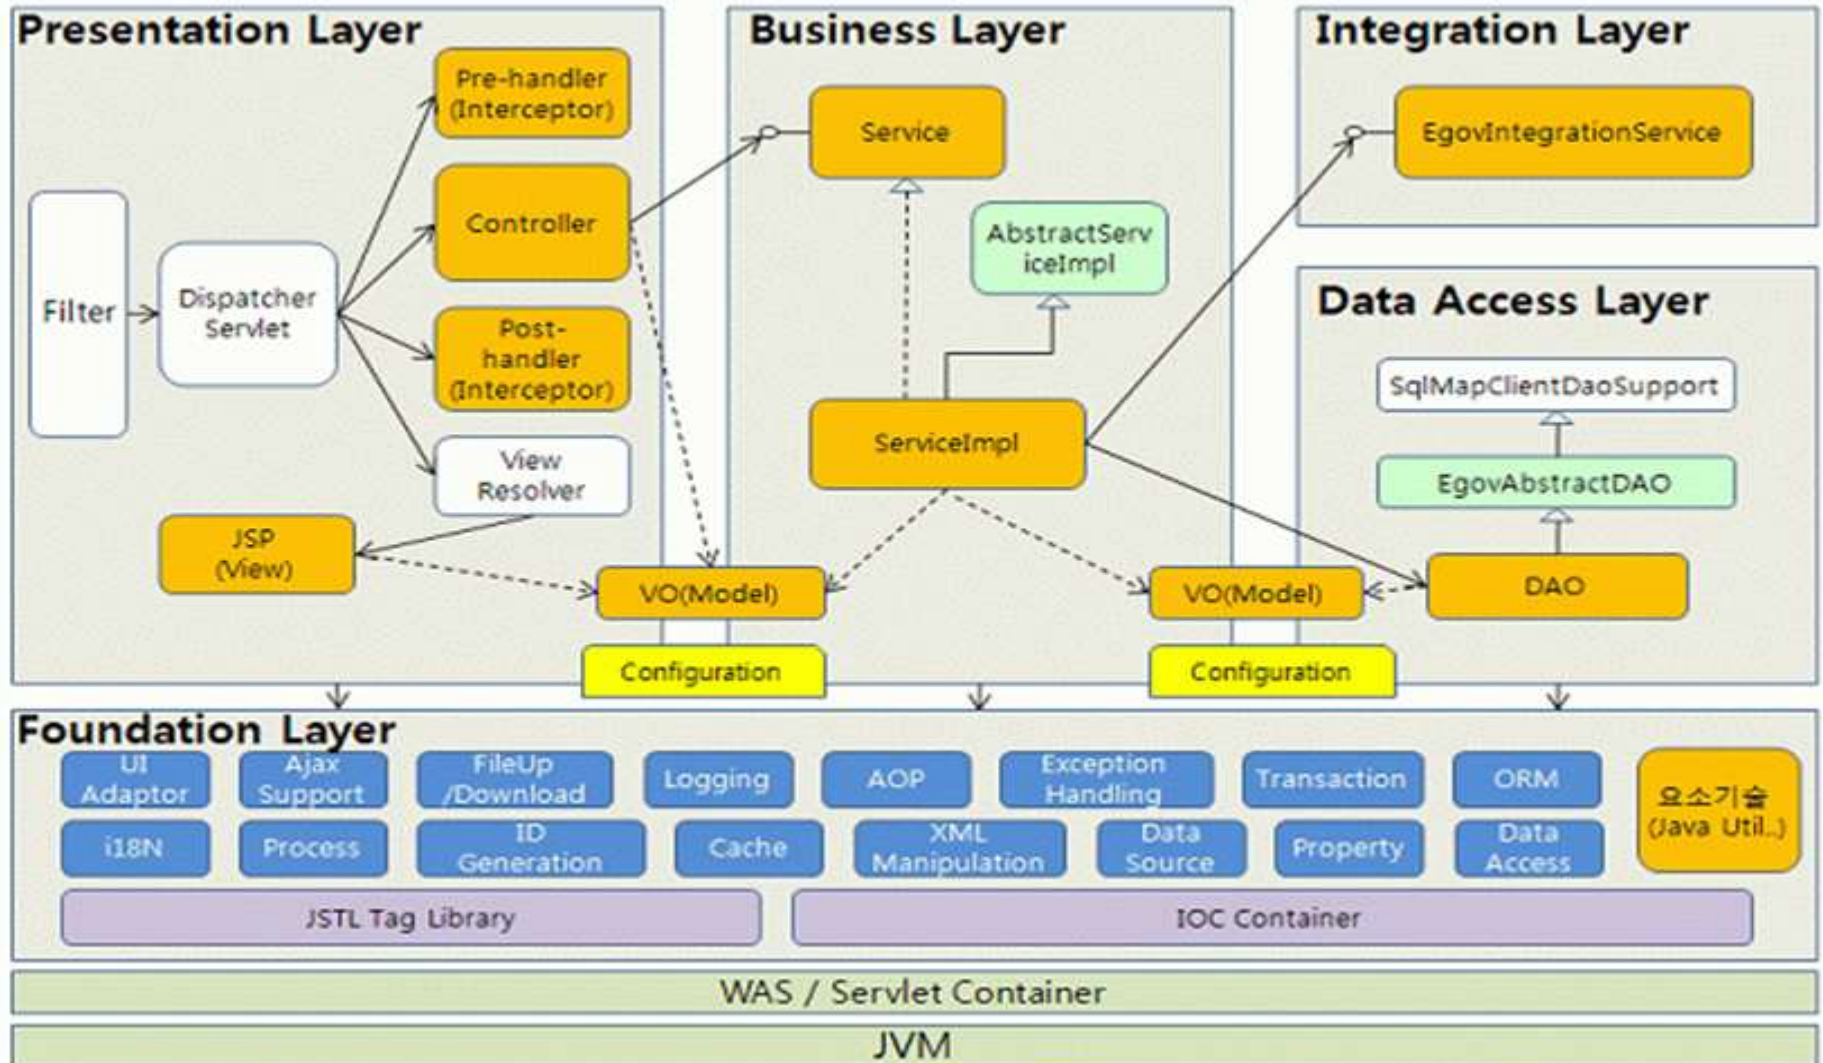 Presentation Layer
Pre-handler
(Interceptor)
Controller
Filter
Dispatcher
Servlet
Post-
handler
(Interceptor)
View
Resolver
JSP
(View)
VO(Model)
Configuration
Business Layer
Service
AbstractServ
iceImpl
ServiceImpl
VO(Model)
Configuration
Integration Layer
EgovIntegrationService
Data Access Layer
SqlMapClientDaoSupport
EgovAbstractDAO
DAO
Foundation Layer
UI
Adaptor
Ajax
Support
FileUp
/Download
Logging
AOP
Exception
Handling
Transaction
ORM
요소기술
(Java Util..)
i18N
Process
ID
Generation
Cache
XML
Manipulation
Data
Source
Property
Data
Access
JSTL Tag Library
IOC Container
WAS / Servlet Container
JVM